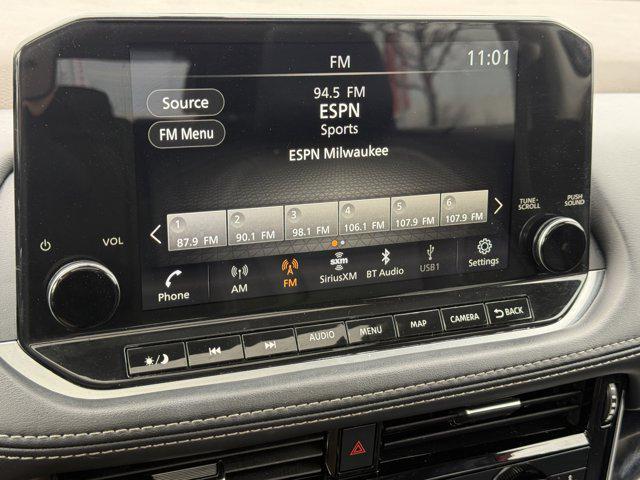 FM
11:01
Source
FM Menu
94.5 FM
ESPN
Sports
ESPN Milwaukee
1 87.9 FM
2 90.1 FM
3 98.1 FM
4 106.1 FM
5 107.9 FM
6 107.9 FM
VOL
TUNE•SCROLL
PUSH SOUND
Phone
AM
FM
sxm
SiriusXM
BT Audio
USB1
Settings
AUDIO
MENU
MAP
CAMERA
BACK